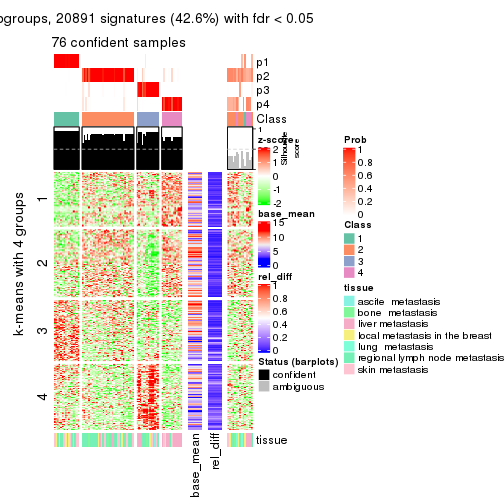 ogroups, 20891 signatures (42.6%) with fdr < 0.05
76 confident samples
p1
p2
p3
p4
Class
1
Silhouette
score
k-means with 4 groups
1
2
3
4
base_mean
rel_diff
tissue
z-score
2
1
0
-1
-2
base_mean
15
10
5
0
rel_diff
1
0.8
0.6
0.4
0.2
0
Status (barplots)
confident
ambiguous
Prob
1
0.8
0.6
0.4
0.2
0
Class
1
2
3
4
tissue
ascite metastasis
bone metastasis
liver metastasis
local metastasis in the breast
lung metastasis
regional lymph node metastasis
skin metastasis